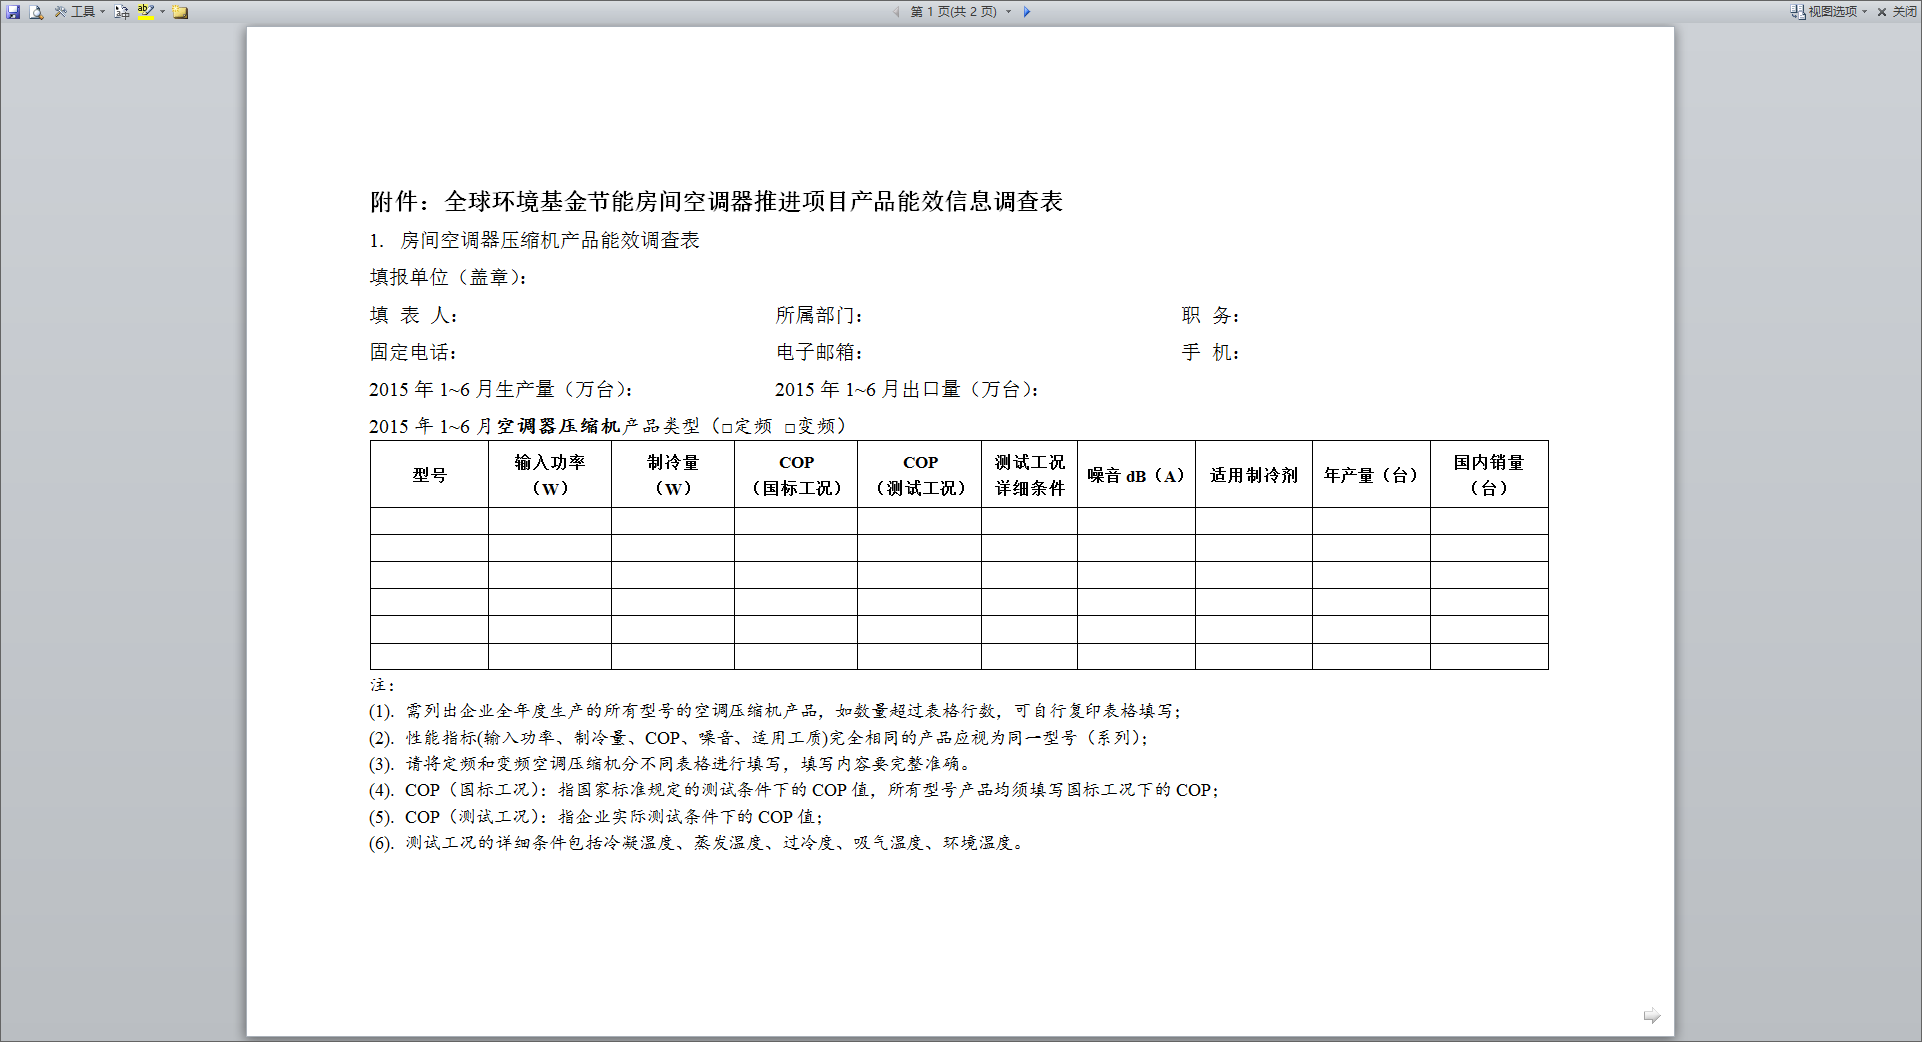 工具 第 1 页(共 2 页) 视图选项 关闭
附件：全球环境基金节能房间空调器推进项目产品能效信息调查表
1. 房间空调器压缩机产品能效调查表
填报单位（盖章）：
填 表 人： 所属部门： 职 务：
固定电话： 电子邮箱： 手 机：
2015 年 1~6 月生产量（万台）： 2015 年 1~6 月出口量（万台）：
2015 年 1~6 月空调器压缩机产品类型（□定频 □变频）
型号 输入功率（W） 制冷量（W） COP（国标工况） COP（测试工况） 测试工况详细条件 噪音 dB（A） 适用制冷剂 年产量（台） 国内销量（台）
注：
(1). 需列出企业全年度生产的所有型号的空调压缩机产品，如数量超过表格行数，可自行复印表格填写；
(2). 性能指标(输入功率、制冷量、COP、噪音、适用工质)完全相同的产品应视为同一型号（系列）；
(3). 请将定频和变频空调压缩机分不同表格进行填写，填写内容要完整准确。
(4). COP（国标工况）：指国家标准规定的测试条件下的 COP 值，所有型号产品均须填写国标工况下的 COP；
(5). COP（测试工况）：指企业实际测试条件下的 COP 值；
(6). 测试工况的详细条件包括冷凝温度、蒸发温度、过冷度、吸气温度、环境温度。